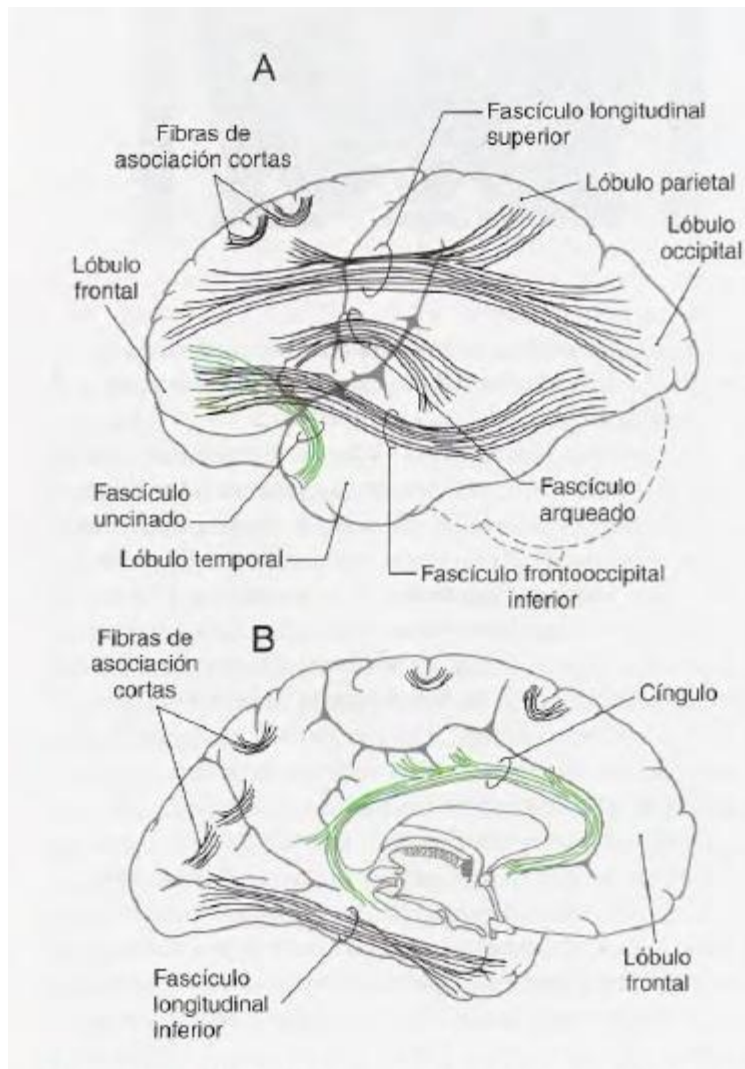 A
Fascículo longitudinal
superior
Fibras de
asociación cortas
Lóbulo parietal
Lóbulo
occipital
Lóbulo
frontal
Fascículo
uncinado
Fascículo
arqueado
Lóbulo temporal
Fascículo frontooccipital
inferior
B
Fibras de
asociación
cortas
Cíngulo
Lóbulo
frontal
Fascículo
longitudinal
inferior